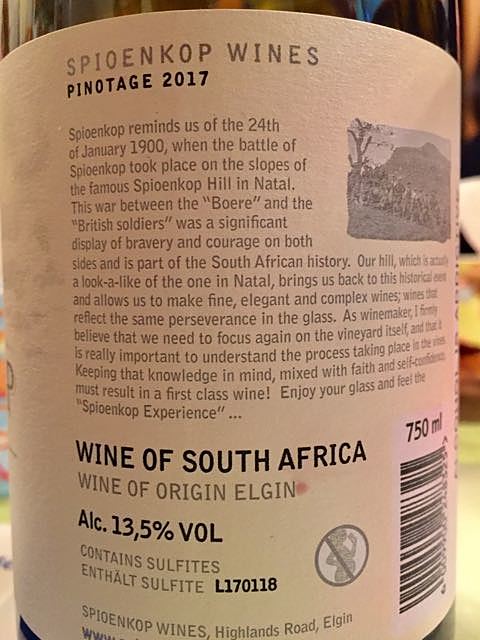 SPIOENKOP WINES
PINOTAGE 2017
Spioenkop reminds us of the 24th
of January 1900, when the battle of
Spioenkop took place on the slopes of
the famous Spioenkop Hill in Natal.
This war between the "Boere" and the
"British soldiers" was a significant
display of bravery and courage on both
sides and is part of the South African history. Our hill, which is actually
a look-a-like of the one in Natal, brings us back to this historical event
and allows us to make fine, elegant and complex wines; wines that
reflect the same perseverance in the glass. As winemaker, I firmly
believe that we need to focus again on the vineyard itself, and that it
is really important to understand the process taking place in the vines.
Keeping that knowledge in mind, mixed with faith and self-confidence,
must result in a first class wine! Enjoy your glass and feel the
"Spioenkop Experience" ...
750 ml
WINE OF SOUTH AFRICA
WINE OF ORIGIN ELGIN
Alc. 13,5% VOL
CONTAINS SULFITES
ENTHÄLT SULFITE L170118
SPIOENKOP WINES, Highlands Road, Elgin